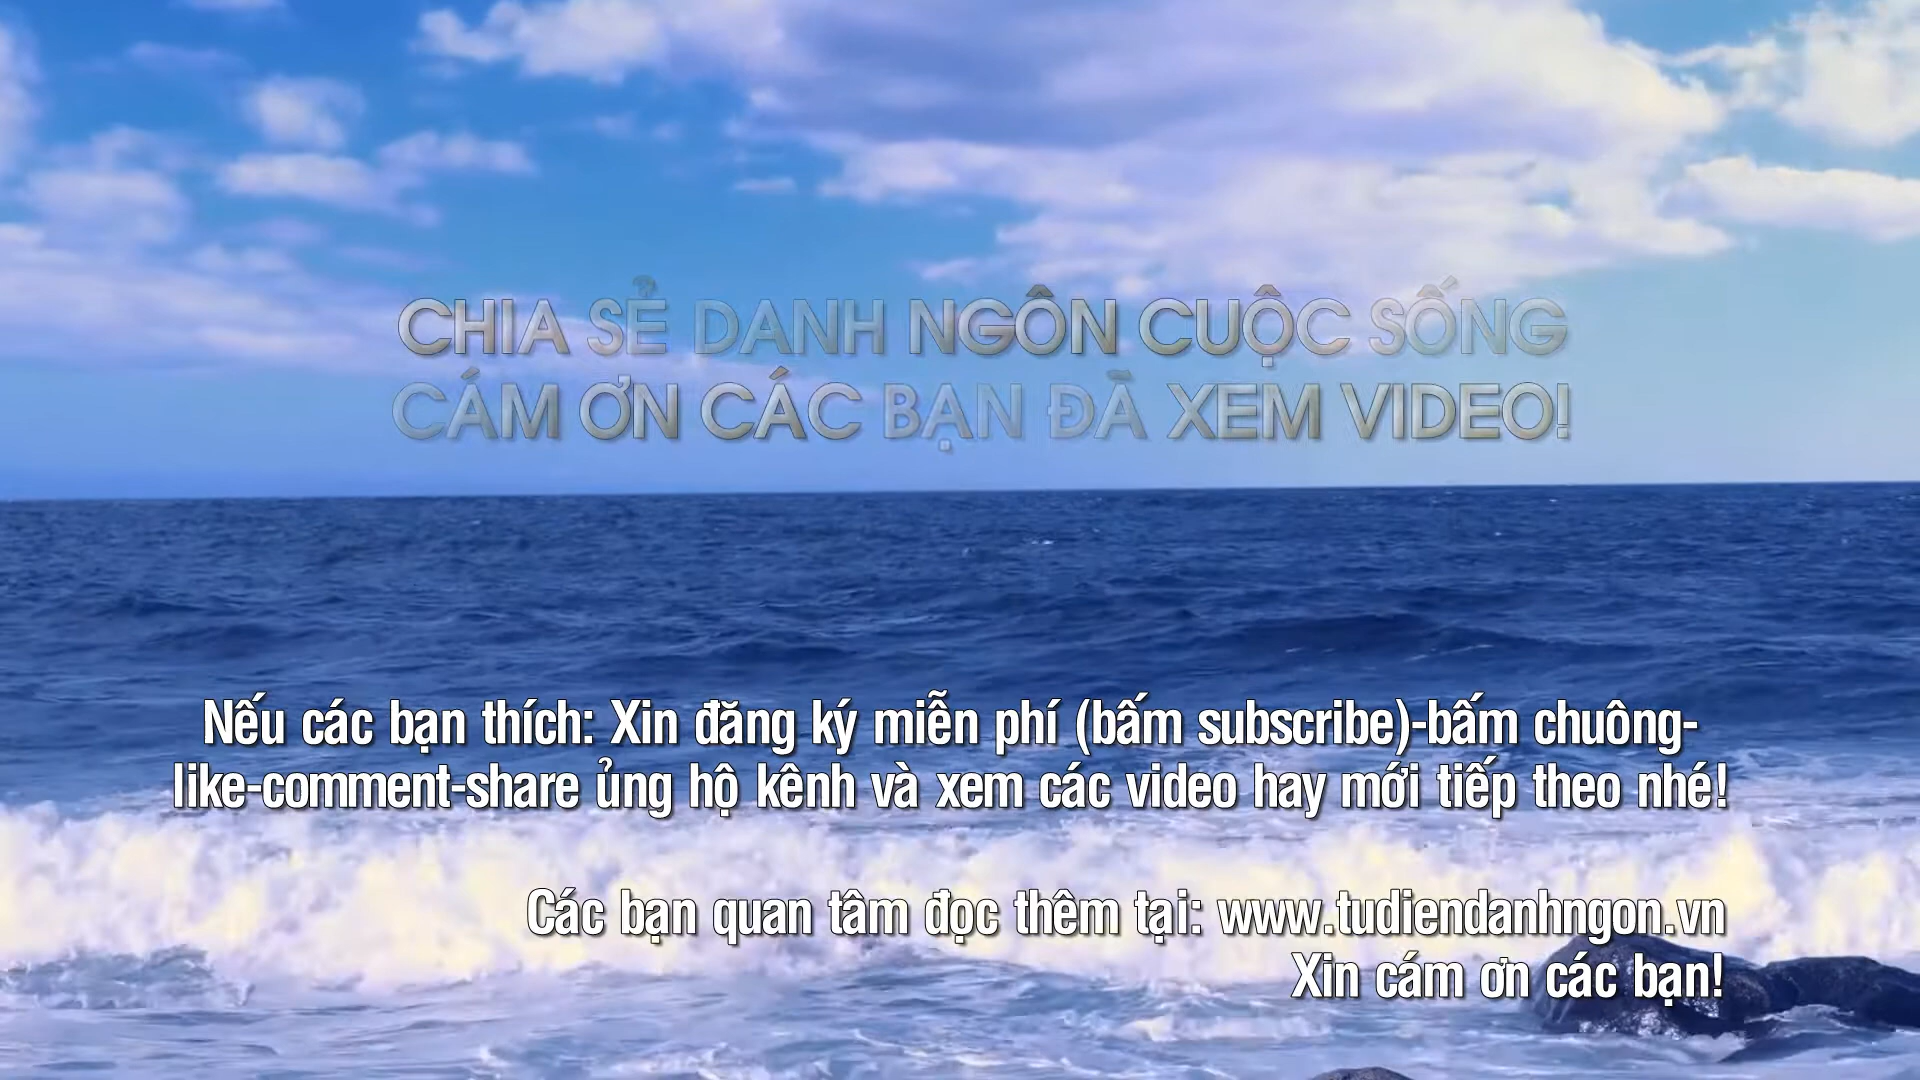 CHIA SẺ DANH NGÔN CUỘC SỐNG
CÁM ƠN CÁC BẠN ĐÃ XEM VIDEO!
Nếu các bạn thích: Xin đăng ký miễn phí (bấm subscribe)-bấm chuông-
like-comment-share ủng hộ kênh và xem các video hay mới tiếp theo nhé!
Các bạn quan tâm đọc thêm tại: www.tudiendanhngon.vn
Xin cám ơn các bạn!